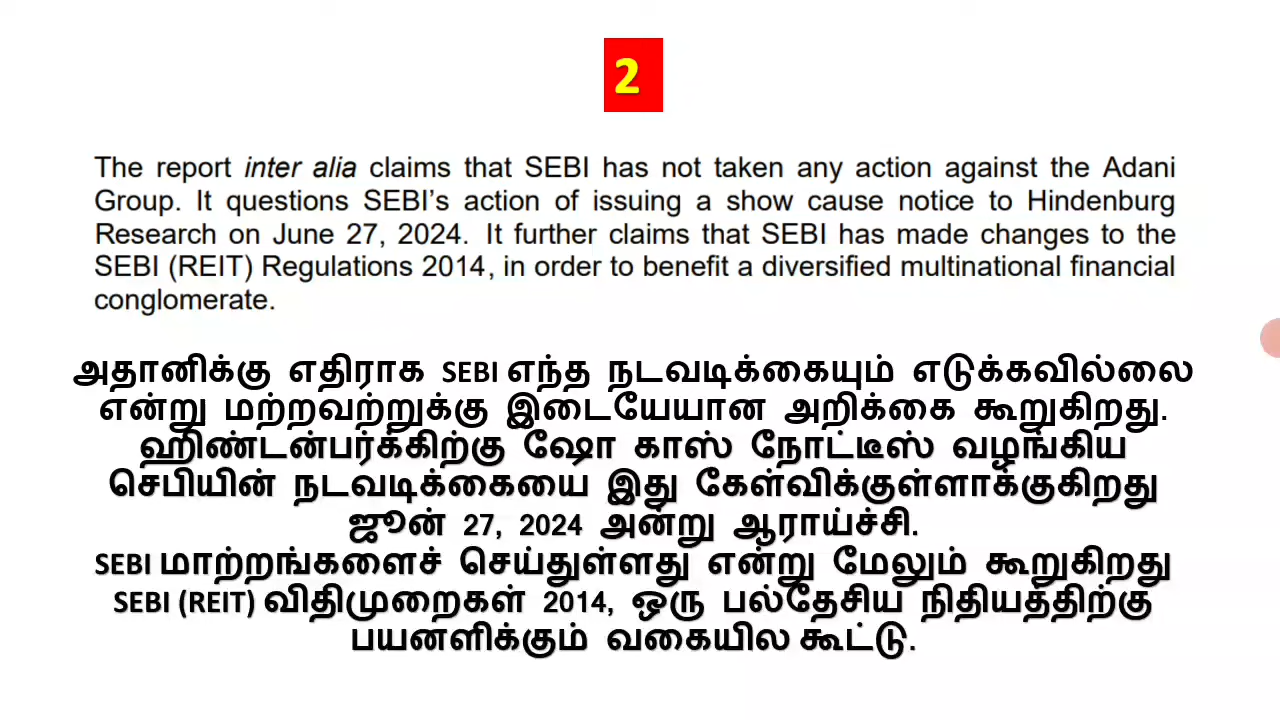 2
The report inter alia claims that SEBI has not taken any action against the Adani
Group. It questions SEBI's action of issuing a show cause notice to Hindenburg
Research on June 27, 2024. It further claims that SEBI has made changes to the
SEBI (REIT) Regulations 2014, in order to benefit a diversified multinational financial
conglomerate.
அதானிக்கு எதிராக SEBI எந்த நடவடிக்கையும் எடுக்கவில்லை
என்று மற்றவற்றுக்கு இடையேயான அறிக்கை கூறுகிறது.
ஹிண்டன்பர்க்கிற்கு ஷோ காஸ் நோட்டீஸ் வழங்கிய
செபியின் நடவடிக்கையை இது கேள்விக்குள்ளாக்குகிறது
ஜூன் 27, 2024 அன்று ஆராய்ச்சி.
SEBI மாற்றங்களைச் செய்துள்ளது என்று மேலும் கூறுகிறது
SEBI (REIT) விதிமுறைகள் 2014, ஒரு பல்தேசிய நிதியத்திற்கு
பயனளிக்கும் வகையில கூட்டு.